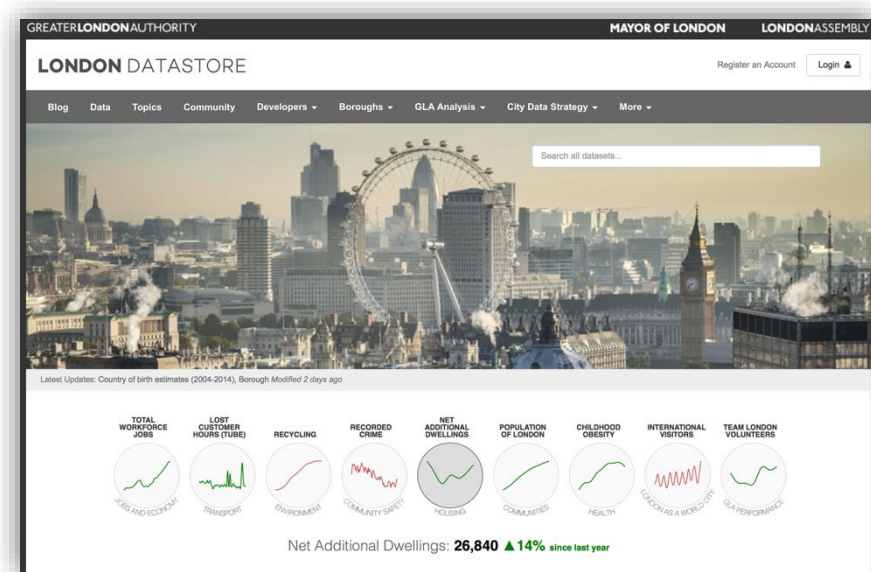 GREATERLONDONAUTHORITY MAYOR OF LONDON LONDONASSEMBLY
LONDON DATASTORE Register an Account Login
Blog Data Topics Community Developers Boroughs GLA Analysis City Data Strategy More
Search all datasets...
Latest Updates: Country of birth estimates (2004-2014), Borough Modified 2 days ago
TOTAL
WORKFORCE
JOBS
JOBS AND ECONOMY
LOST
CUSTOMER
HOURS (TUBE)
TRANSPORT
RECYCLING
ENVIRONMENT
RECORDED
CRIME
COMMUNITY SAFETY
NET
ADDITIONAL
DWELLINGS
HOUSING
POPULATION
OF LONDON
COMMUNITIES
CHILDHOOD
OBESITY
HEALTH
INTERNATIONAL
VISITORS
LONDON AS A WORLD CITY
TEAM LONDON
VOLUNTEERS
GLA PERFORMANCE
Net Additional Dwellings: 26,840 ▲14% since last year